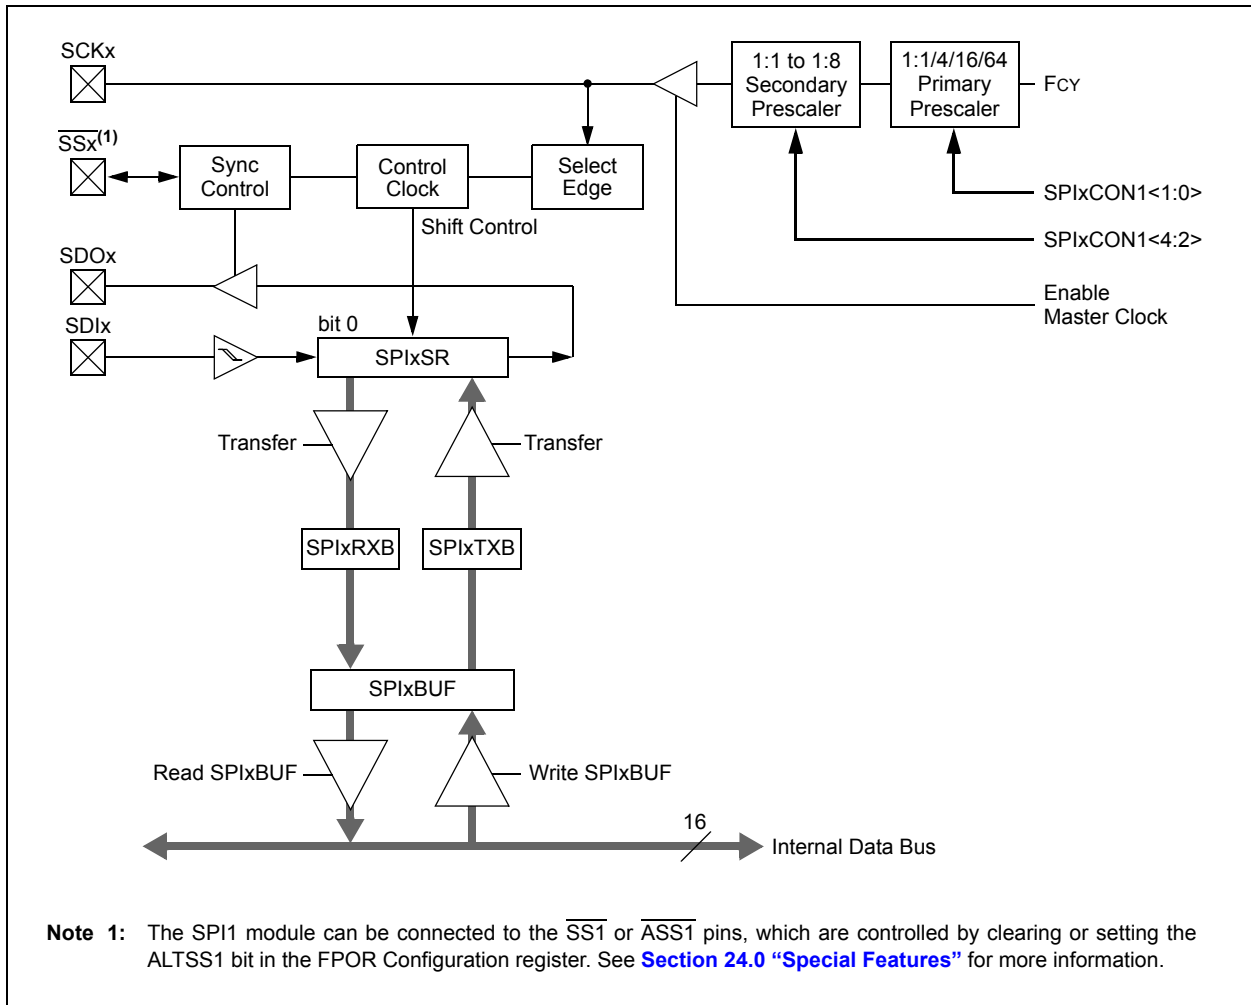 SCKx
1:1 to 1:8
Secondary
Prescaler
1:1/4/16/64
Primary
Prescaler
FCY
SSx(1)
Sync
Control
Control
Clock
Select
Edge
SPIxCON1<1:0>
Shift Control
SPIxCON1<4:2>
SDOx
Enable
Master Clock
SDIx
bit 0
SPIxSR
Transfer
Transfer
SPIxRXB
SPIxTXB
SPIxBUF
Read SPIxBUF
Write SPIxBUF
16
Internal Data Bus
Note 1: The SPI1 module can be connected to the SS1 or ASS1 pins, which are controlled by clearing or setting the
ALTSS1 bit in the FPOR Configuration register. See Section 24.0 “Special Features” for more information.